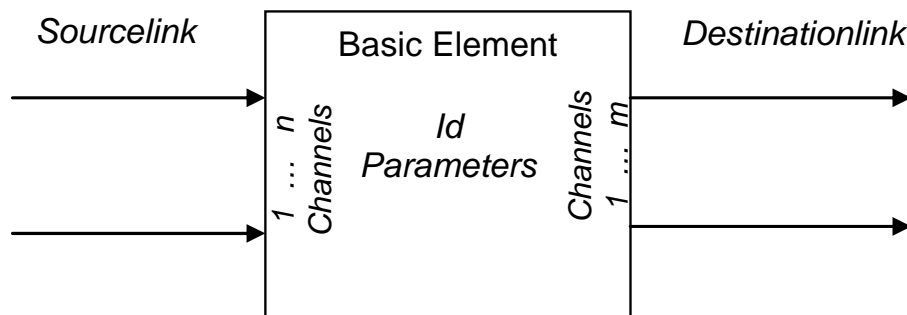 Sourcelink
Basic Element
Destinationlink
1 … n
Channels
Id
Parameters
Channels
1 … m